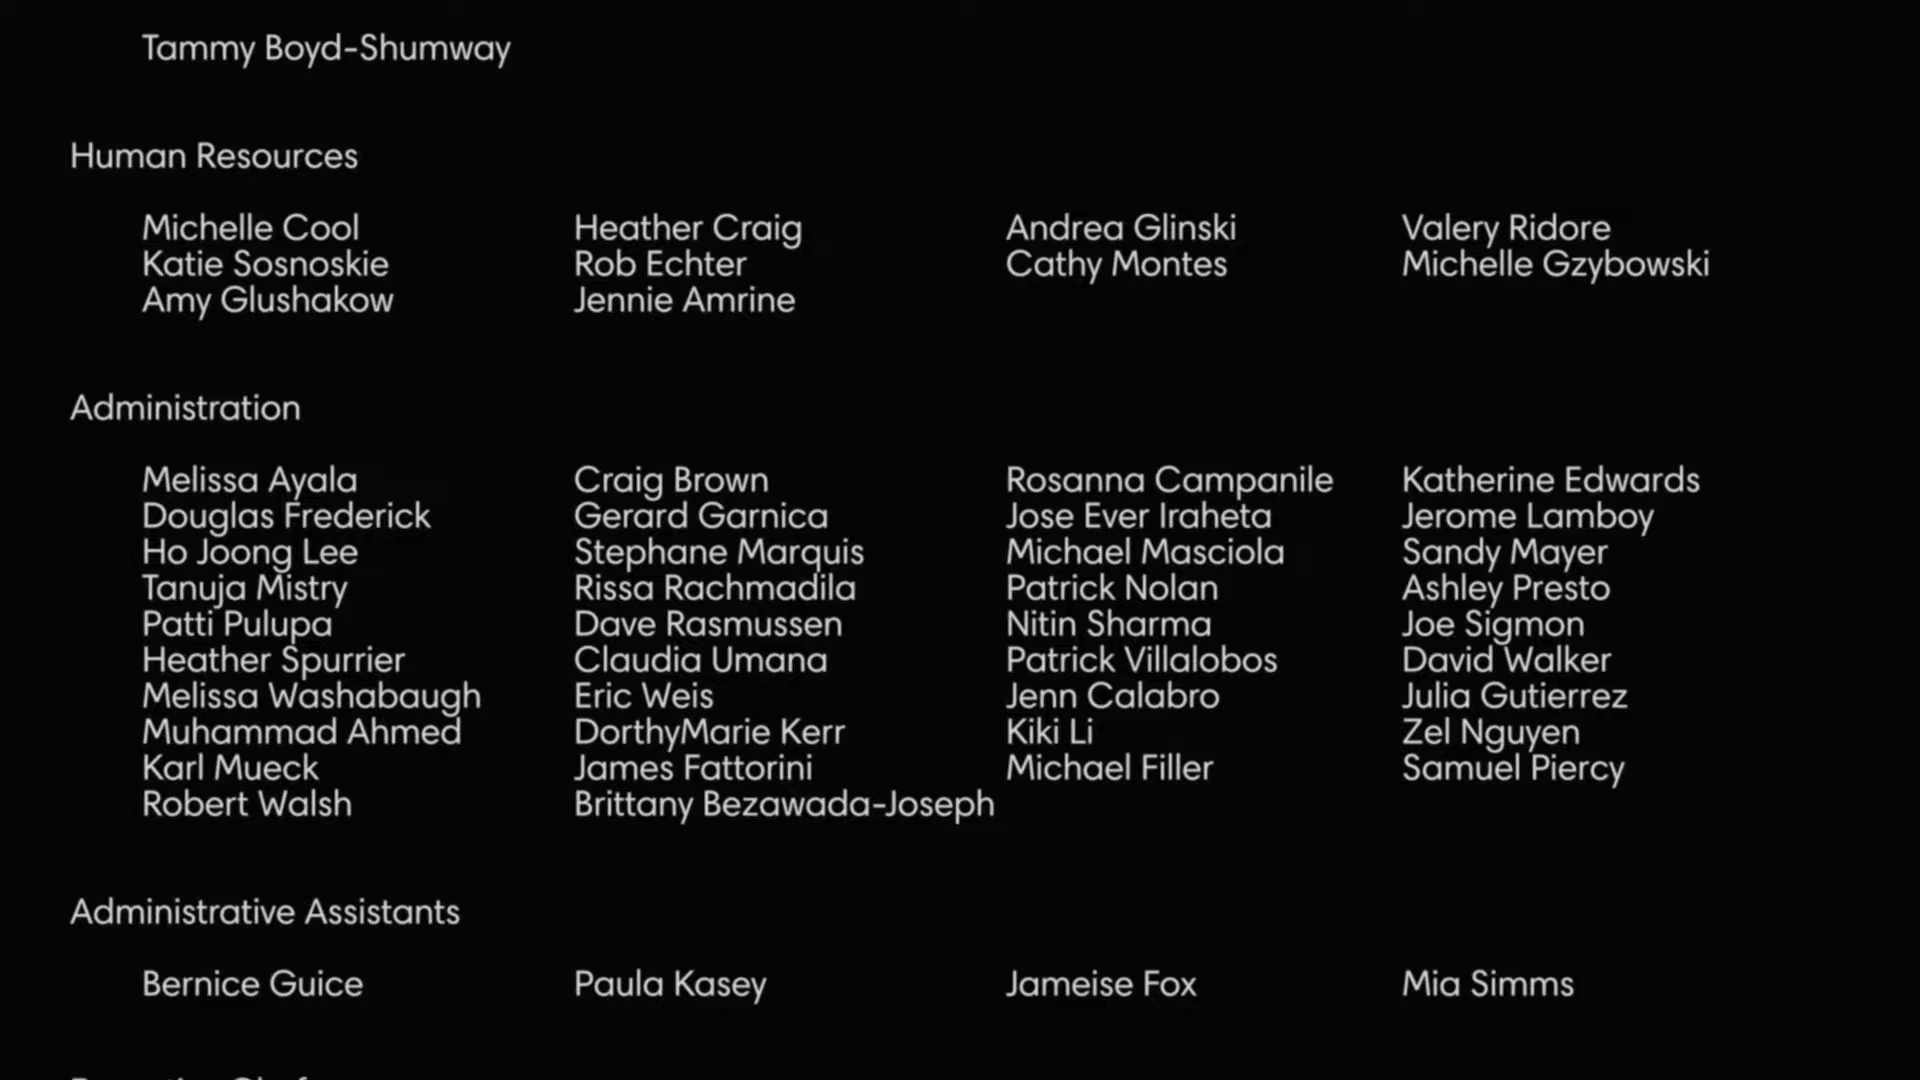 Tammy Boyd-Shumway
Human Resources
Michelle Cool Heather Craig Andrea Glinski Valery Ridore
Katie Sosnoskie Rob Echter Cathy Montes Michelle Gzybowski
Amy Glushakow Jennie Amrine
Administration
Melissa Ayala Craig Brown Rosanna Campanile Katherine Edwards
Douglas Frederick Gerard Garnica Jose Ever Iraheta Jerome Lamboy
Ho Joong Lee Stephane Marquis Michael Masciola Sandy Mayer
Tanuja Mistry Rissa Rachmadila Patrick Nolan Ashley Presto
Patti Pulupa Dave Rasmussen Nitin Sharma Joe Sigmon
Heather Spurrier Claudia Umana Patrick Villalobos David Walker
Melissa Washabaugh Eric Weis Jenn Calabro Julia Gutierrez
Muhammad Ahmed DorthyMarie Kerr Kiki Li Zel Nguyen
Karl Mueck James Fattorini Michael Filler Samuel Piercy
Robert Walsh Brittany Bezawada-Joseph
Administrative Assistants
Bernice Guice Paula Kasey Jameise Fox Mia Simms